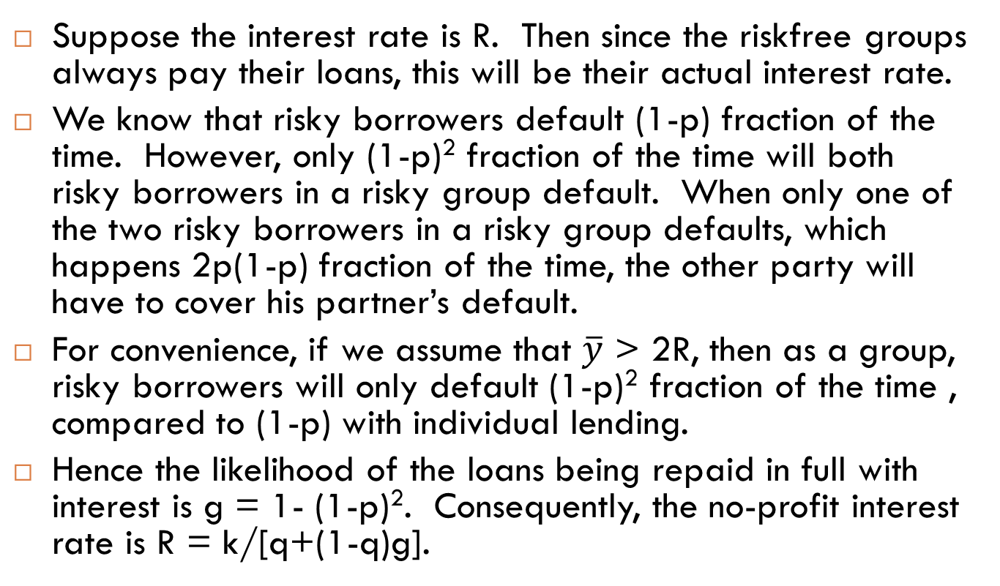 □ Suppose the interest rate is R.  Then since the riskfree groups
always pay their loans, this will be their actual interest rate.
□ We know that risky borrowers default (1-p) fraction of the
time.  However, only (1-p)² fraction of the time will both
risky borrowers in a risky group default.  When only one of
the two risky borrowers in a risky group defaults, which
happens 2p(1-p) fraction of the time, the other party will
have to cover his partner’s default.
□ For convenience, if we assume that ȳ > 2R, then as a group,
risky borrowers will only default (1-p)² fraction of the time ,
compared to (1-p) with individual lending.
□ Hence the likelihood of the loans being repaid in full with
interest is g = 1- (1-p)².  Consequently, the no-profit interest
rate is R = k/[q+(1-q)g].